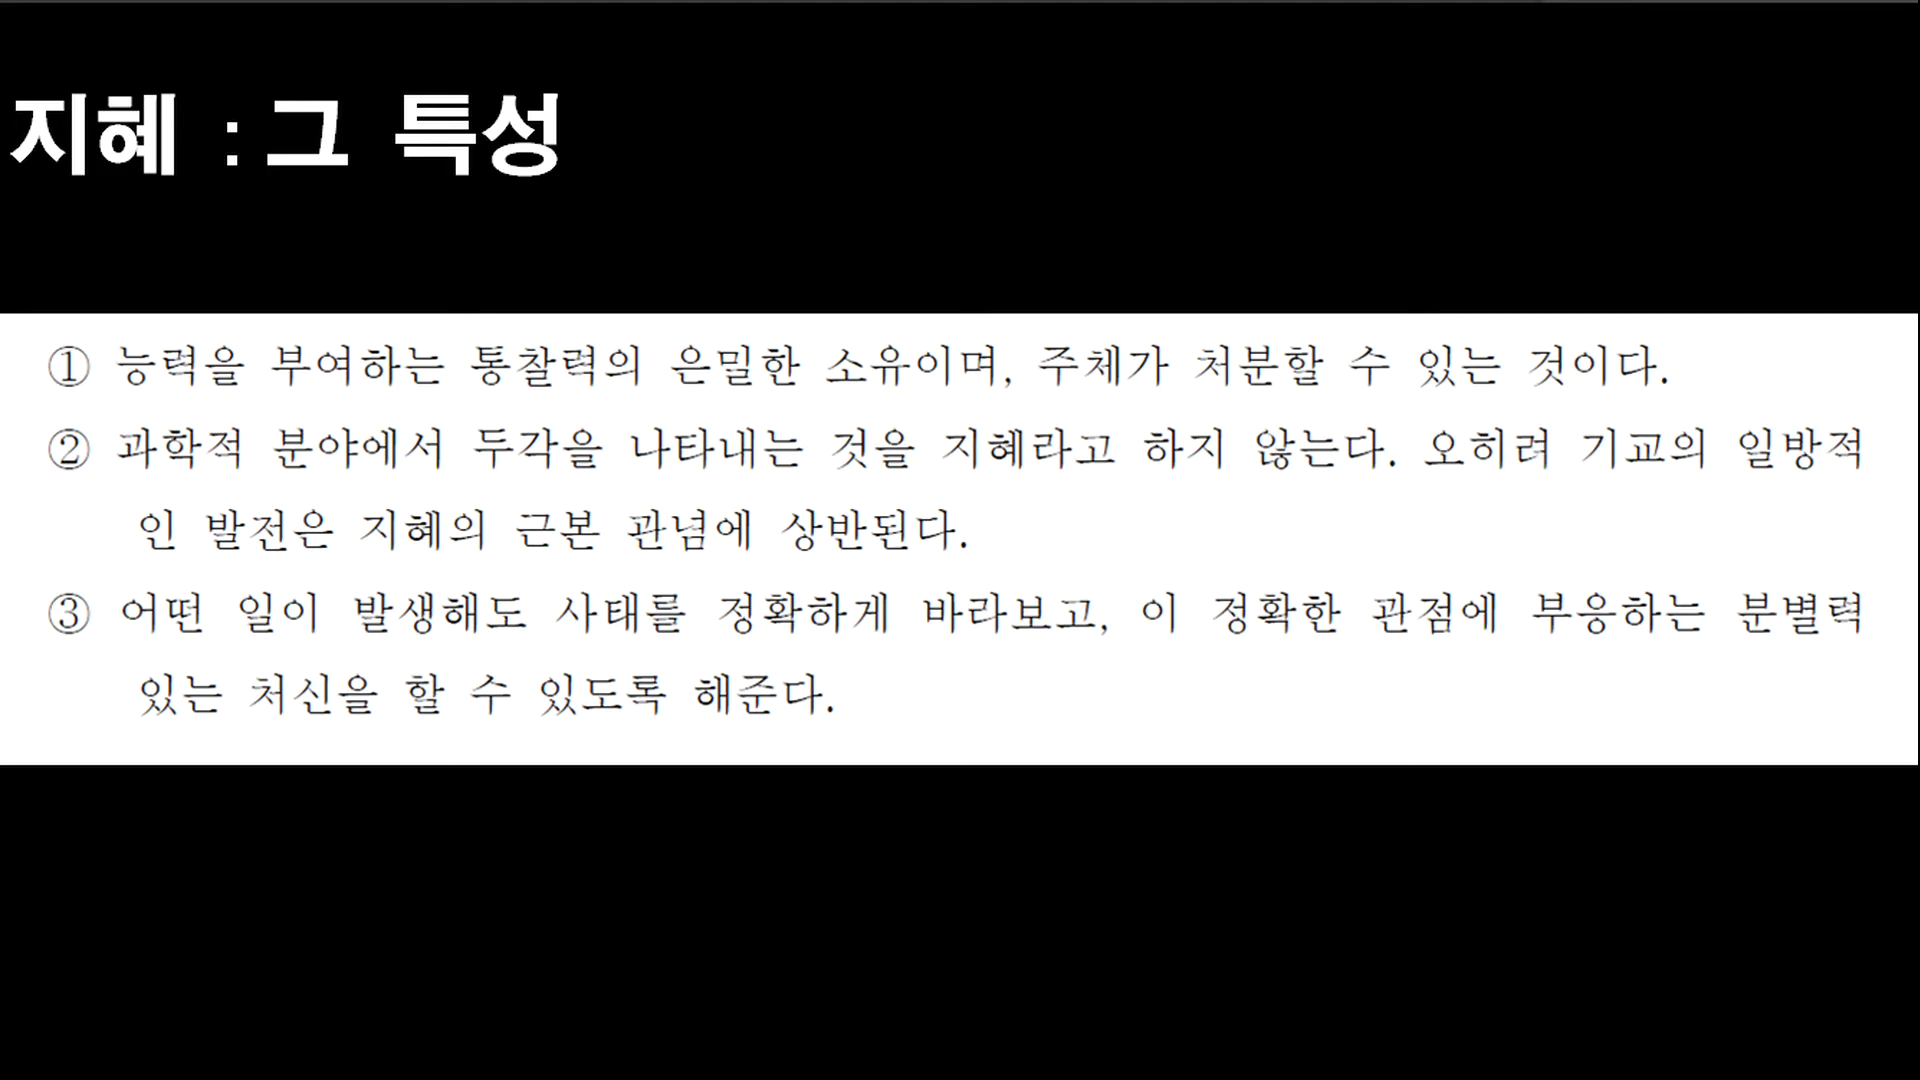 지혜 : 그 특성
① 능력을 부여하는 통찰력의 은밀한 소유이며, 주체가 처분할 수 있는 것이다.
② 과학적 분야에서 두각을 나타내는 것을 지혜라고 하지 않는다. 오히려 기교의 일방적
인 발전은 지혜의 근본 관념에 상반된다.
③ 어떤 일이 발생해도 사태를 정확하게 바라보고, 이 정확한 관점에 부응하는 분별력
있는 처신을 할 수 있도록 해준다.